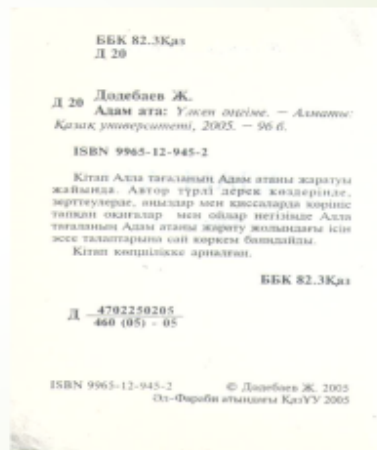 ББК 82.3Қаз
Д 20
Д 20 Дәдебаев Ж.
Адам ата: Үлкен әңгіме. – Алматы:
Қазақ университеті, 2005. – 96 б.
ISBN 9965-12-945-2
Кітап Алла тағаланың Адам атаны жаратуы
жайында. Автор түрлі дерек көздерінде,
зерттеулерде, аңыздар мен қиссаларда көрініс
тапқан оқиғалар мен ойлар негізінде Алла
тағаланың Адам атаны жарату жолындағы ісін
эссе талаптарына сай көркем баяндайды.
Кітап көпшілікке арналған.
ББК 82.3Қаз
Д 4702250205
460 (05) - 05
ISBN 9965-12-945-2 © Дәдебаев Ж. 2005
Әл-Фараби атындағы ҚазҰУ 2005